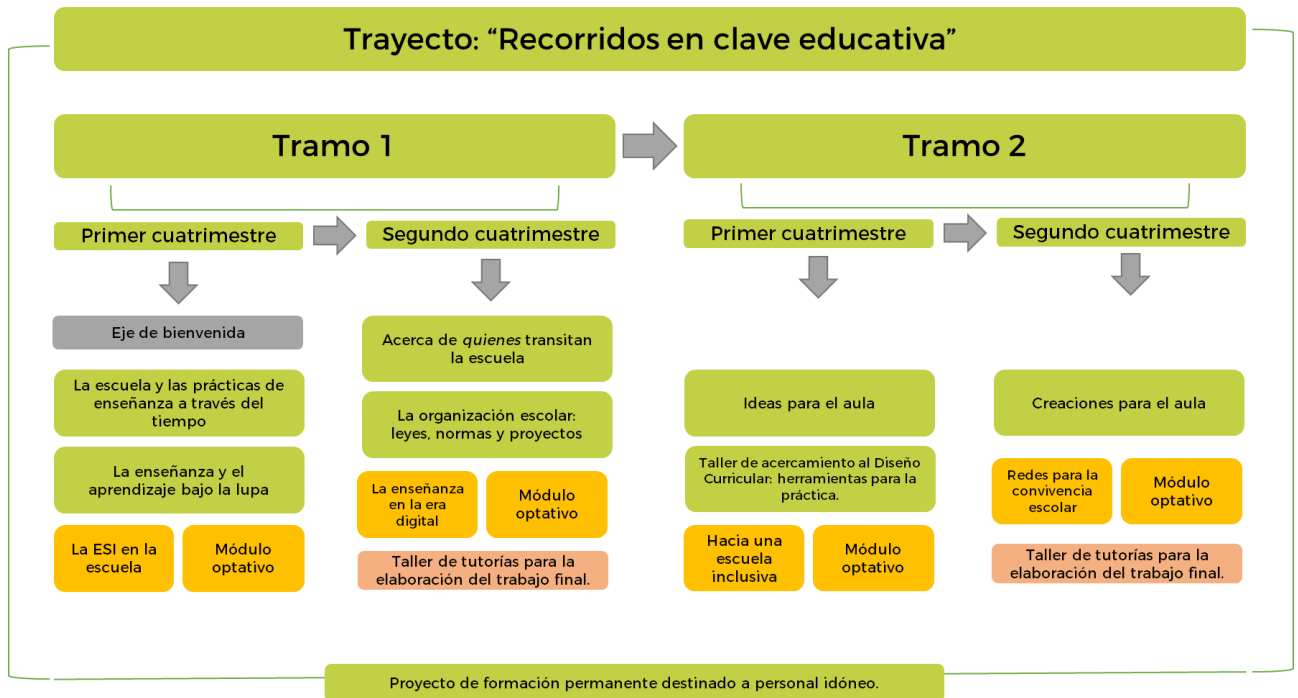 Trayecto: “Recorridos en clave educativa”
Tramo 1
Tramo 2
Primer cuatrimestre
Segundo cuatrimestre
Primer cuatrimestre
Segundo cuatrimestre
Eje de bienvenida
La escuela y las prácticas de
enseñanza a través del
tiempo
La enseñanza y el
aprendizaje bajo la lupa
La ESI en la
escuela
Módulo
optativo
Acerca de quienes transitan
la escuela
La organización escolar:
leyes, normas y proyectos
La enseñanza
en la era
digital
Módulo
optativo
Taller de tutorías para la
elaboración del trabajo final.
Ideas para el aula
Taller de acercamiento al Diseño
Curricular: herramientas para la
práctica.
Hacia una
escuela
inclusiva
Módulo
optativo
Creaciones para el aula
Redes para la
convivencia
escolar
Módulo
optativo
Taller de tutorías para la
elaboración del trabajo final.
Proyecto de formación permanente destinado a personal idóneo.